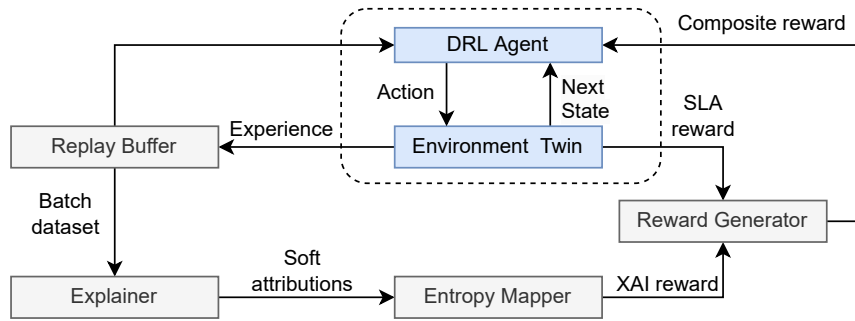 Composite reward
DRL Agent
Action
Next
State
SLA
reward
Experience
Replay Buffer
Environment Twin
Batch
dataset
Reward Generator
Soft
attributions
XAI reward
Explainer
Entropy Mapper